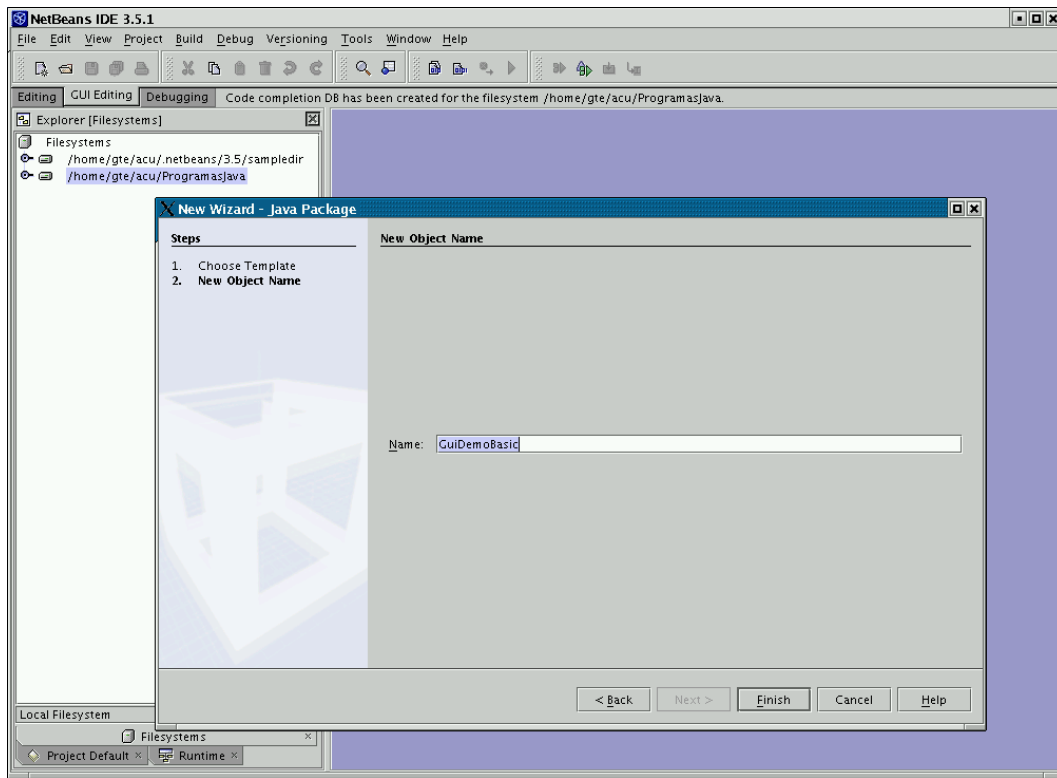 NetBeans IDE 3.5.1
File Edit View Project Build Debug Versioning Tools Window Help
Editing GUI Editing Debugging Code completion DB has been created for the filesystem /home/gte/acu/ProgramasJava.
Explorer [Filesystems]
Filesystems
/home/gte/acu/.netbeans/3.5/sampledir
/home/gte/acu/ProgramasJava
New Wizard - Java Package
Steps
1. Choose Template
2. New Object Name
New Object Name
Name: GuiDemoBasic
< Back Next > Finish Cancel Help
Local Filesystem
Filesystems
Project Default Runtime